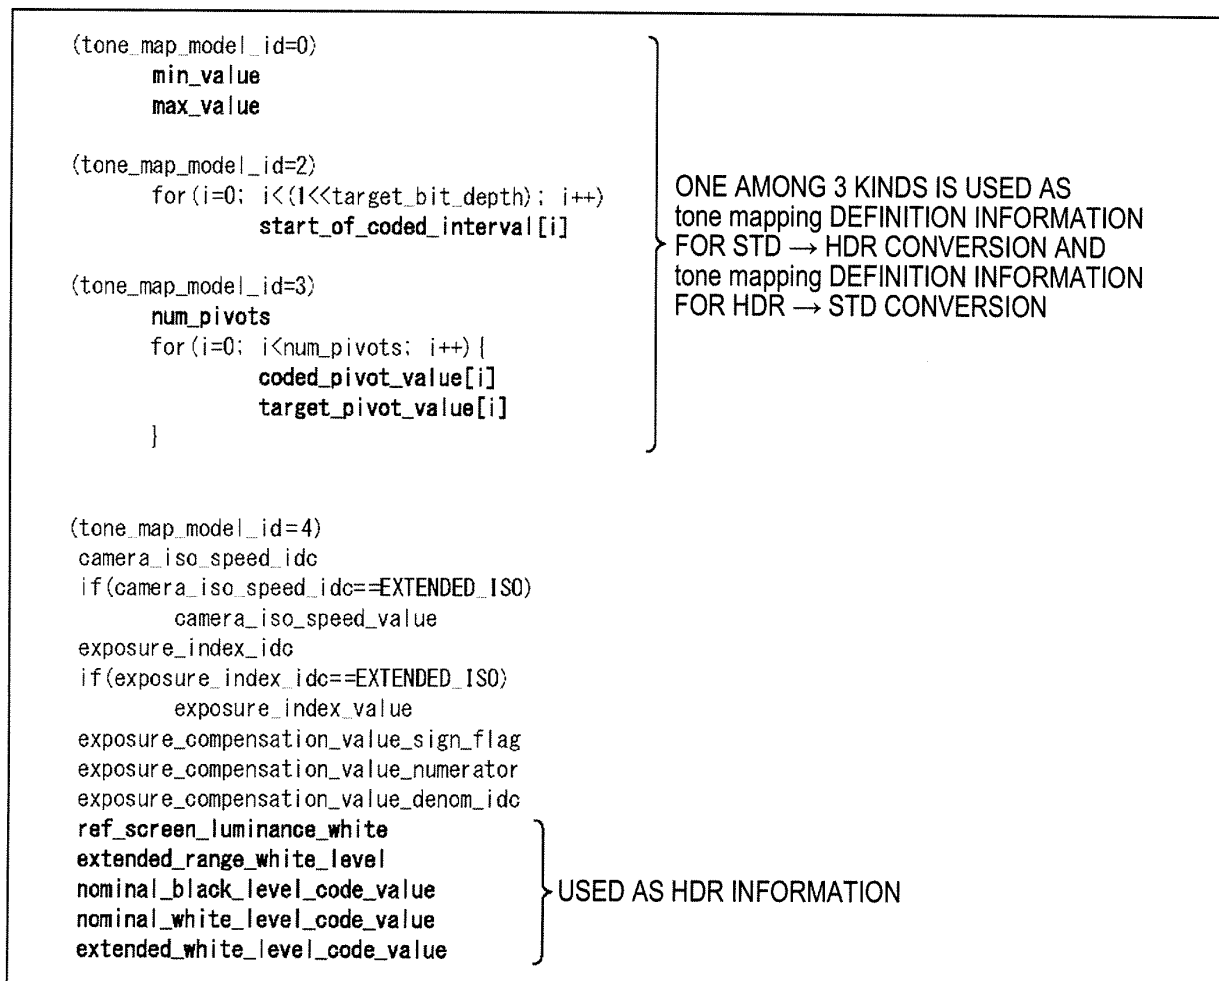 (tone_map_model_id=0)
min_value
max_value
(tone_map_model_id=2)
for(i=0; i<(1<<target_bit_depth); i++)
start_of_coded_interval[i]
(tone_map_model_id=3)
num_pivots
for(i=0; i<num_pivots; i++){
coded_pivot_value[i]
target_pivot_value[i]
}
ONE AMONG 3 KINDS IS USED AS
tone mapping DEFINITION INFORMATION
FOR STD → HDR CONVERSION AND
tone mapping DEFINITION INFORMATION
FOR HDR → STD CONVERSION
(tone_map_model_id=4)
camera_iso_speed_idc
if(camera_iso_speed_idc==EXTENDED_ISO)
camera_iso_speed_value
exposure_index_idc
if(exposure_index_idc==EXTENDED_ISO)
exposure_index_value
exposure_compensation_value_sign_flag
exposure_compensation_value_numerator
exposure_compensation_value_denom_idc
ref_screen_luminance_white
extended_range_white_level
nominal_black_level_code_value
nominal_white_level_code_value
extended_white_level_code_value
USED AS HDR INFORMATION